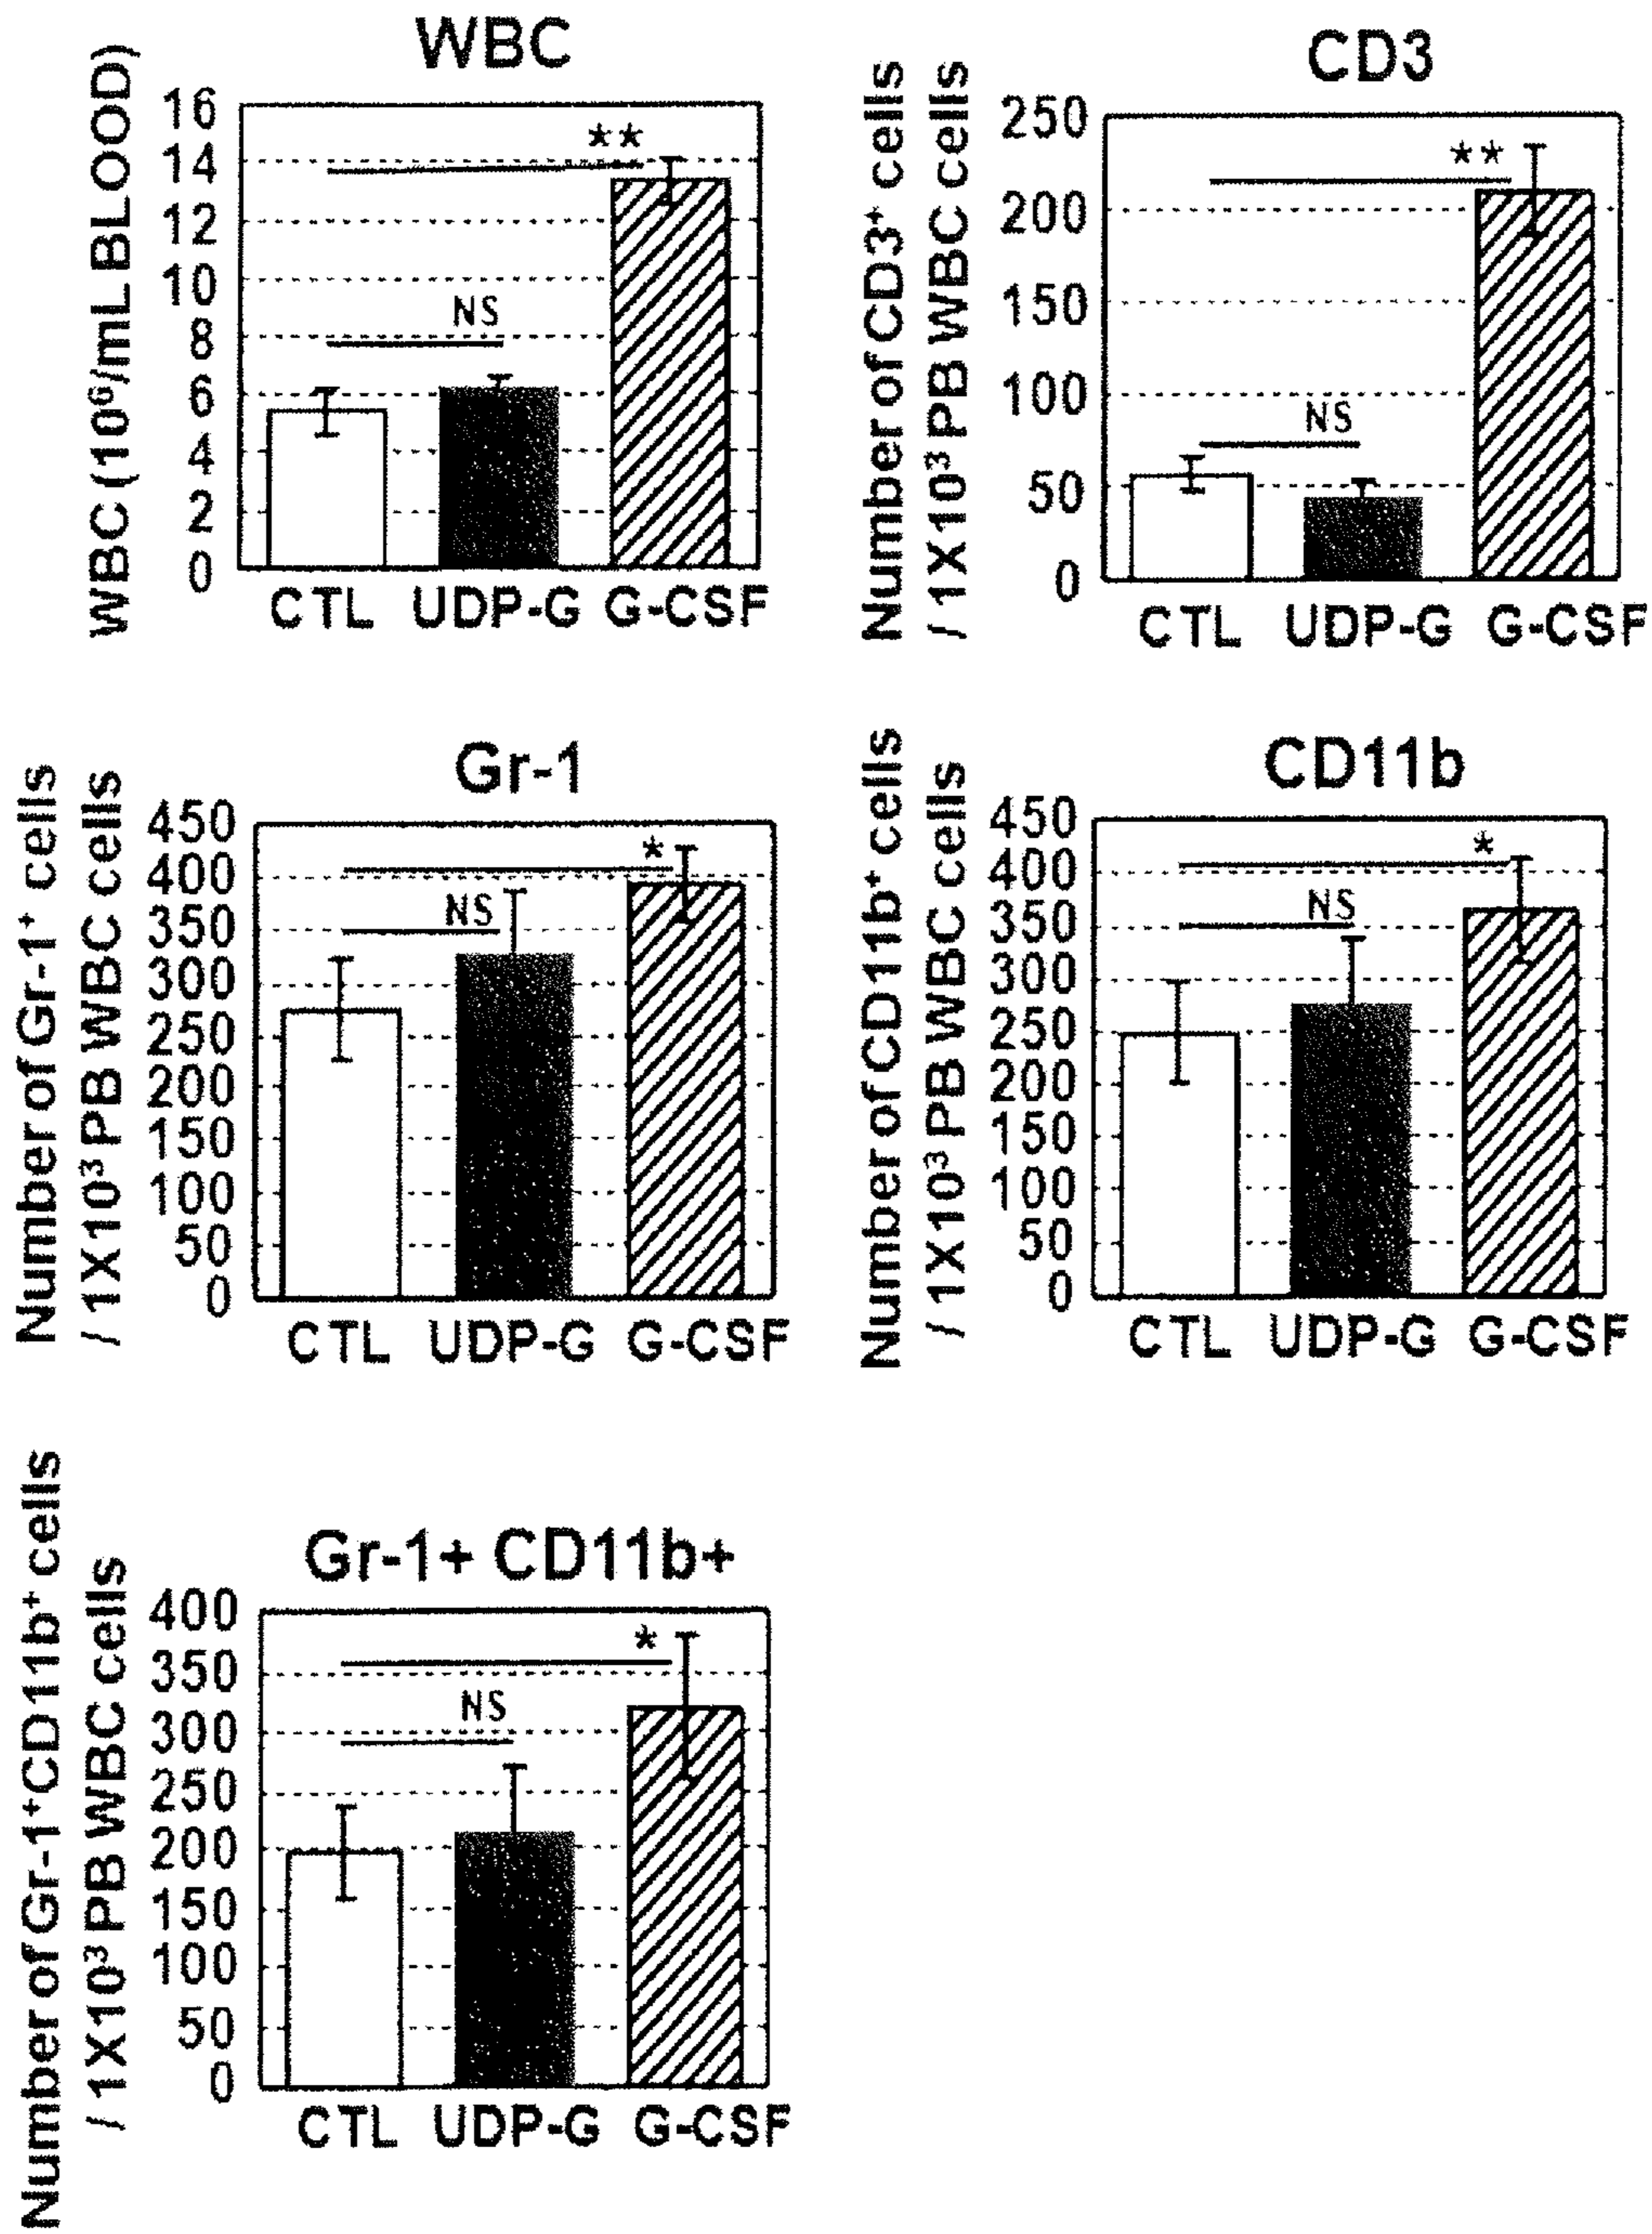 WBC
WBC (10⁶/mL BLOOD)
16
14
12
10
8
6
4
2
0
**
NS
CTL UDP-G G-CSF
CD3
Number of CD3⁺ cells
/ 1X10³ PB WBC cells
250
200
150
100
50
0
**
NS
CTL UDP-G G-CSF
Gr-1
Number of Gr-1⁺ cells
/ 1X10³ PB WBC cells
450
400
350
300
250
200
150
100
50
0
*
NS
CTL UDP-G G-CSF
CD11b
Number of CD11b⁺ cells
/ 1X10³ PB WBC cells
450
400
350
300
250
200
150
100
50
0
*
NS
CTL UDP-G G-CSF
Gr-1+ CD11b+
Number of Gr-1⁺CD11b⁺ cells
/ 1X10³ PB WBC cells
400
350
300
250
200
150
100
50
0
*
NS
CTL UDP-G G-CSF